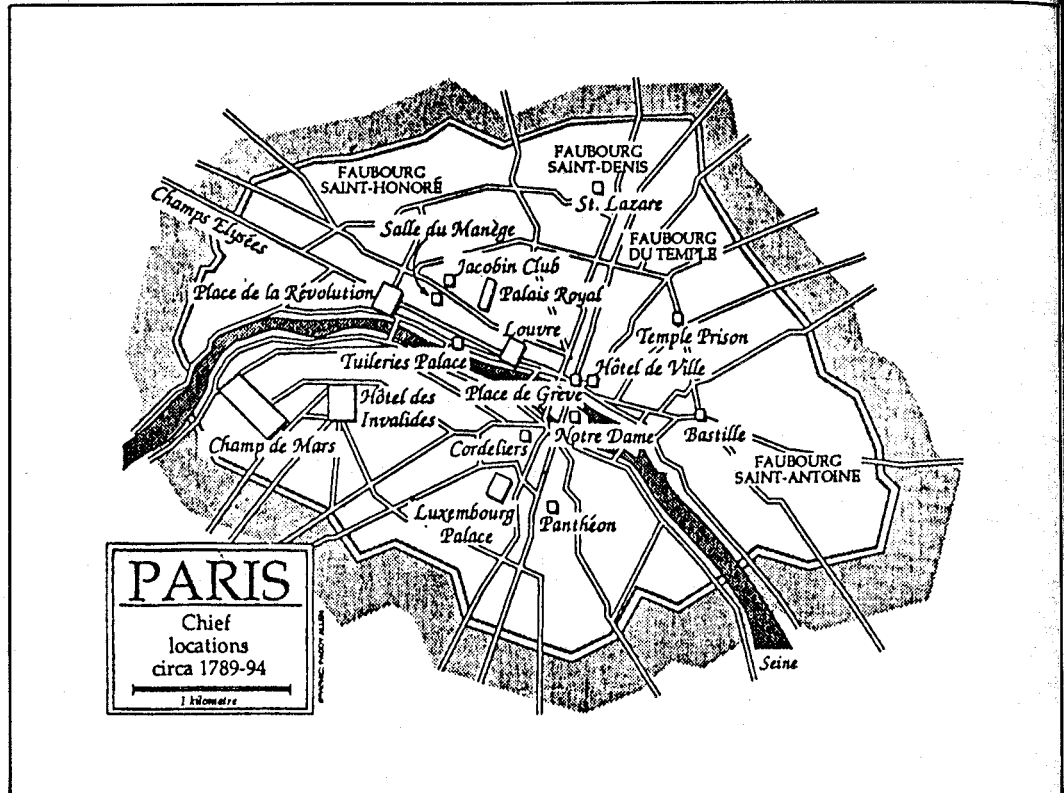 FAUBOURG
SAINT-HONORÉ
FAUBOURG
SAINT-DENIS
St. Lazare
Champs Elysées
Salle du Manège
FAUBOURG
DU TEMPLE
Jacobin Club
Place de la Révolution
Palais Royal
Louvre
Temple Prison
Tuileries Palace
Hôtel de Ville
Place de Grève
Hôtel des
Invalides
Champ de Mars
Cordeliers
Notre Dame
Bastille
FAUBOURG
SAINT-ANTOINE
Luxembourg
Palace
Panthéon
Seine
PARIS
Chief
locations
circa 1789-94
1 kilometre